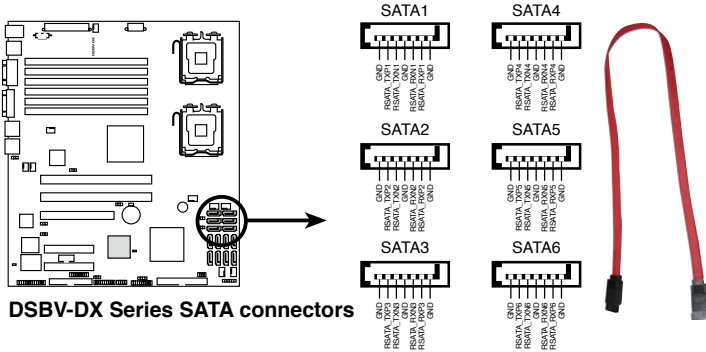 DSBV-DX
SATA1
GND
RSATA_TXP1
RSATA_TXN1
GND
RSATA_RXN1
RSATA_RXP1
GND
SATA4
GND
RSATA_TXP4
RSATA_TXN4
GND
RSATA_RXN4
RSATA_RXP4
GND
SATA2
GND
RSATA_TXP2
RSATA_TXN2
GND
RSATA_RXN2
RSATA_RXP2
GND
SATA5
GND
RSATA_TXP5
RSATA_TXN5
GND
RSATA_RXN5
RSATA_RXP5
GND
SATA3
GND
RSATA_TXP3
RSATA_TXN3
GND
RSATA_RXN3
RSATA_RXP3
GND
SATA6
GND
RSATA_TXP6
RSATA_TXN6
GND
RSATA_RXN6
RSATA_RXP6
GND
DSBV-DX Series SATA connectors